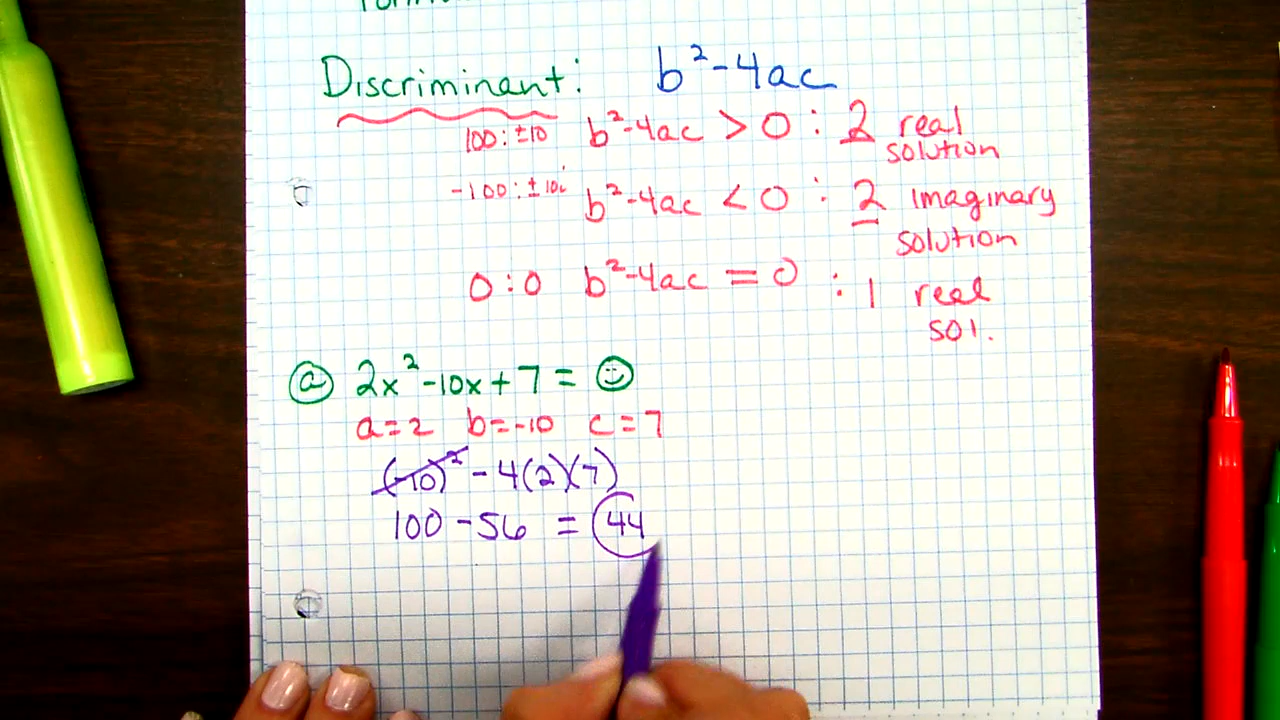 Discriminant: b²-4ac
100:±10 b²-4ac > 0 : 2 real
solution
-100:±10i b²-4ac < 0 : 2 imaginary
solution
0:0 b²-4ac = 0 : 1 real
sol.
ⓐ 2x²-10x+7= ☺
a=2 b=-10 c=7
(-10)² - 4(2)(7)
100 - 56 = 44